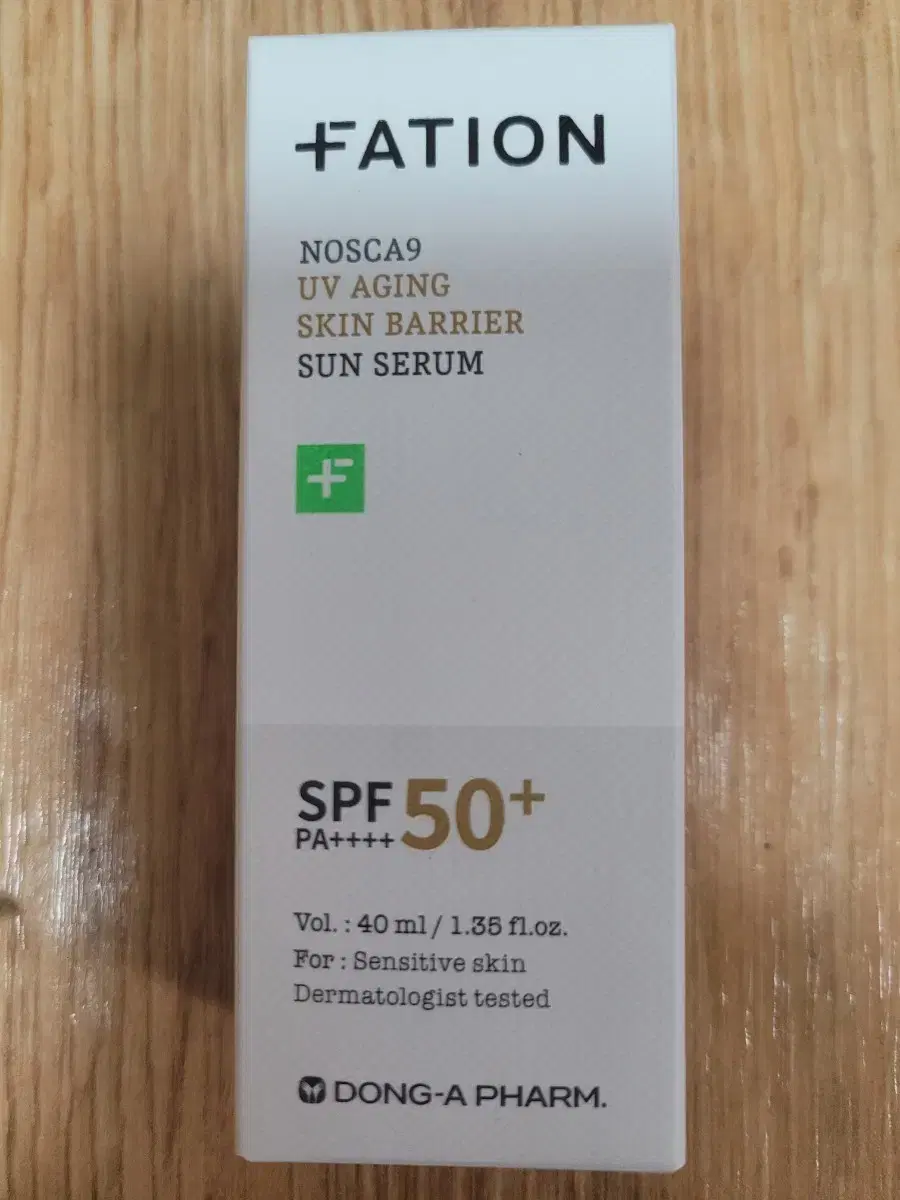 FATION
NOSCA9
UV AGING
SKIN BARRIER
SUN SERUM
F
SPF 50+
PA++++
Vol. : 40 ml / 1.35 fl.oz.
For : Sensitive skin
Dermatologist tested
DONG-A PHARM.